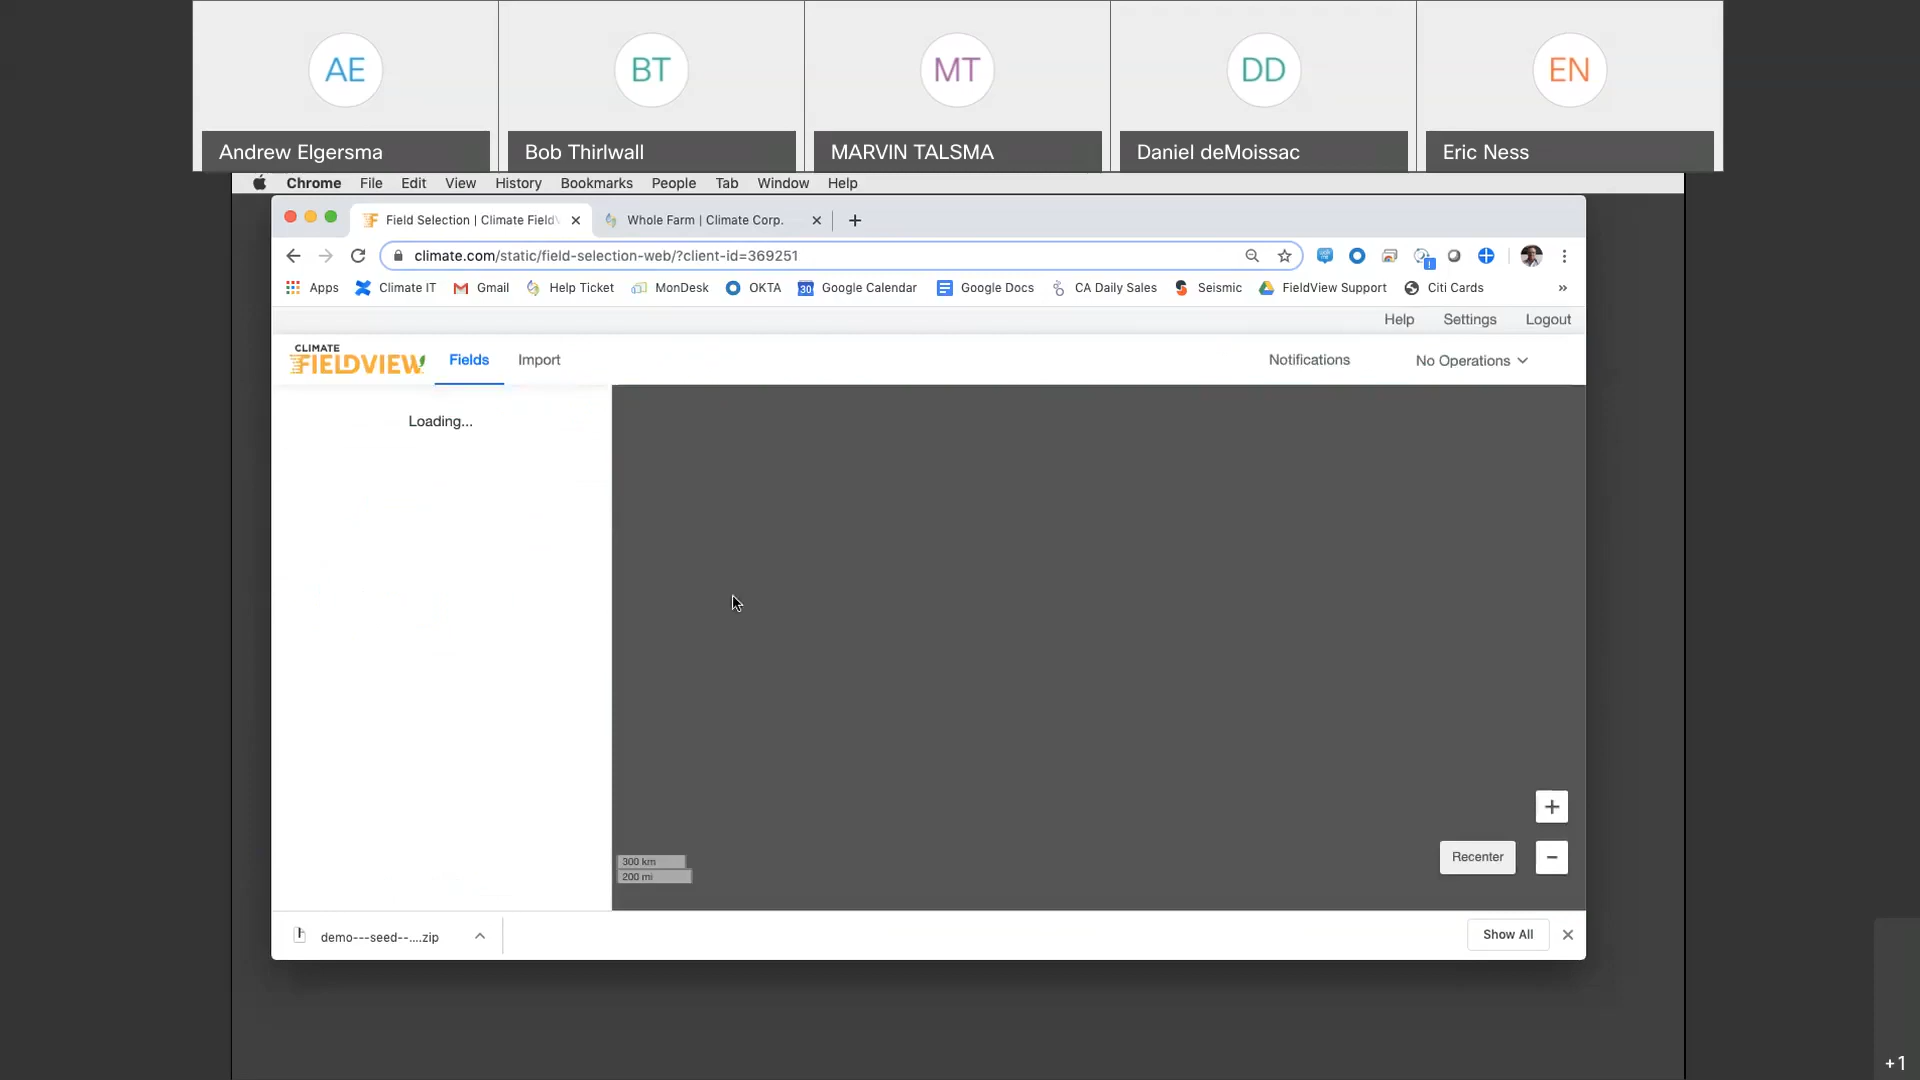 AE BT MT DD EN
Andrew Elgersma Bob Thirlwall MARVIN TALSMA Daniel deMoissac Eric Ness
Chrome File Edit View History Bookmarks People Tab Window Help
Field Selection | Climate Field Whole Farm | Climate Corp.
climate.com/static/field-selection-web/?client-id=369251
Apps Climate IT Gmail Help Ticket MonDesk OKTA 30 Google Calendar Google Docs CA Daily Sales Seismic FieldView Support Citi Cards »
Help Settings Logout
CLIMATE
FIELDVIEW Fields Import Notifications No Operations
Loading...
+
Recenter −
300 km
200 mi
demo---seed--....zip Show All
+1